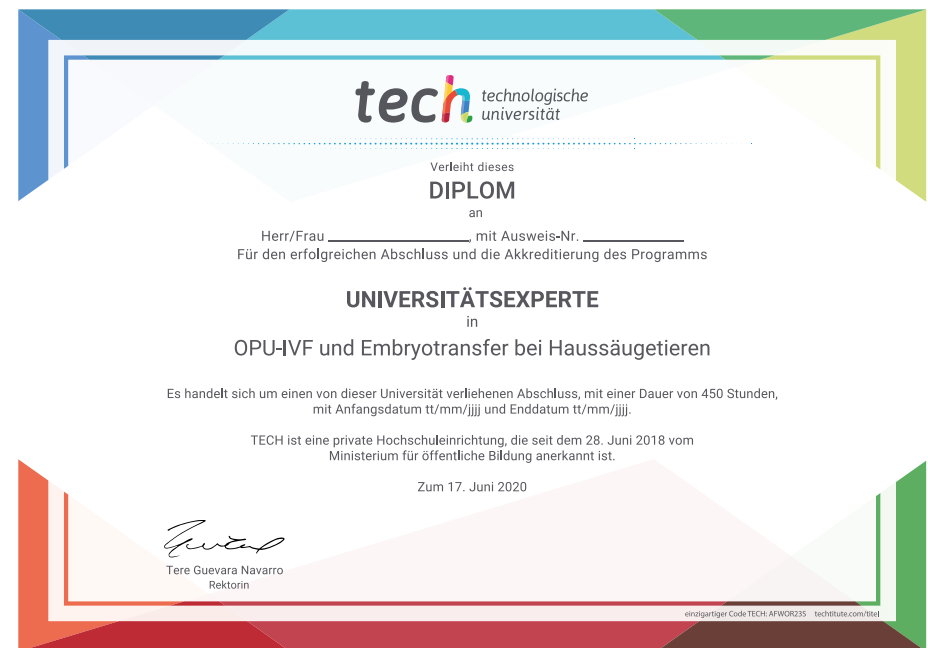 tech technologische
universität
Verleiht dieses
DIPLOM
an
Herr/Frau ____________, mit Ausweis-Nr. ____________
Für den erfolgreichen Abschluss und die Akkreditierung des Programms
UNIVERSITÄTSEXPERTE
in
OPU-IVF und Embryotransfer bei Haussäugetieren
Es handelt sich um einen von dieser Universität verliehenen Abschluss, mit einer Dauer von 450 Stunden,
mit Anfangsdatum tt/mm/jjjj und Enddatum tt/mm/jjjj.
TECH ist eine private Hochschuleinrichtung, die seit dem 28. Juni 2018 vom
Ministerium für öffentliche Bildung anerkannt ist.
Zum 17. Juni 2020
Tere Guevara Navarro
Rektorin
einzigartiger Code TECH: AFWOR23S techtitute.com/titel